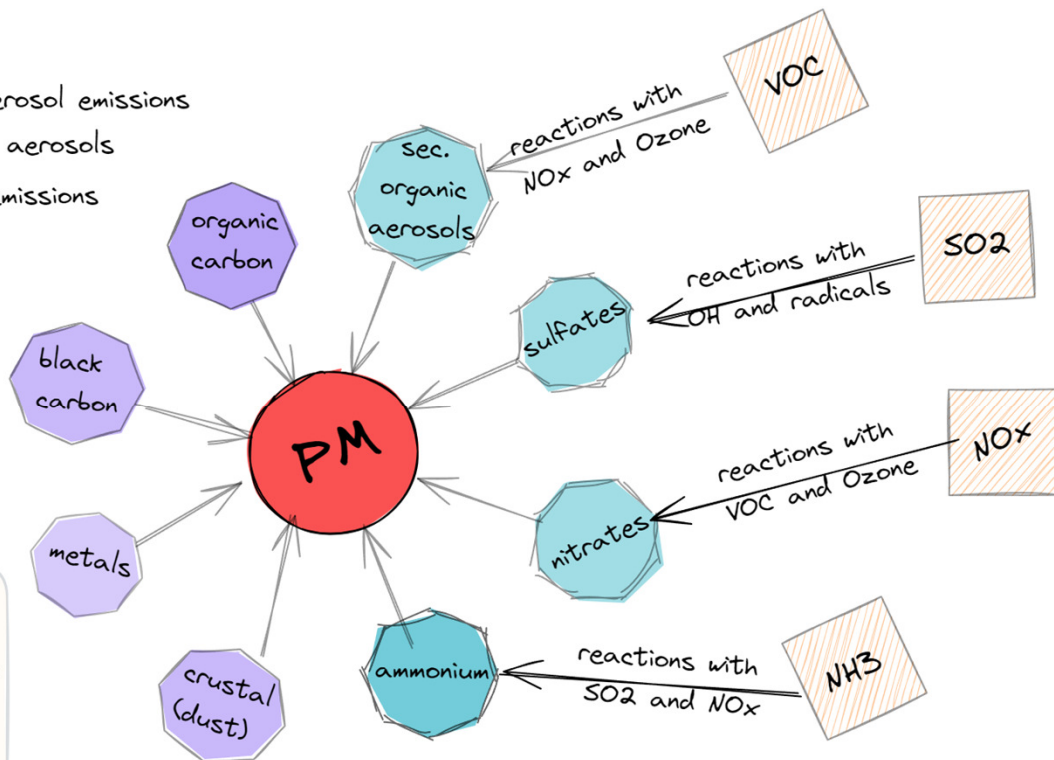 erosol emissions
aerosols
missions
VOC
reactions with
NOx and Ozone
sec.
organic
aerosols
organic
carbon
SO2
reactions with
OH and radicals
sulfates
black
carbon
PM
NOx
reactions with
VOC and Ozone
nitrates
metals
NH3
reactions with
SO2 and NOx
ammonium
crustal
(dust)